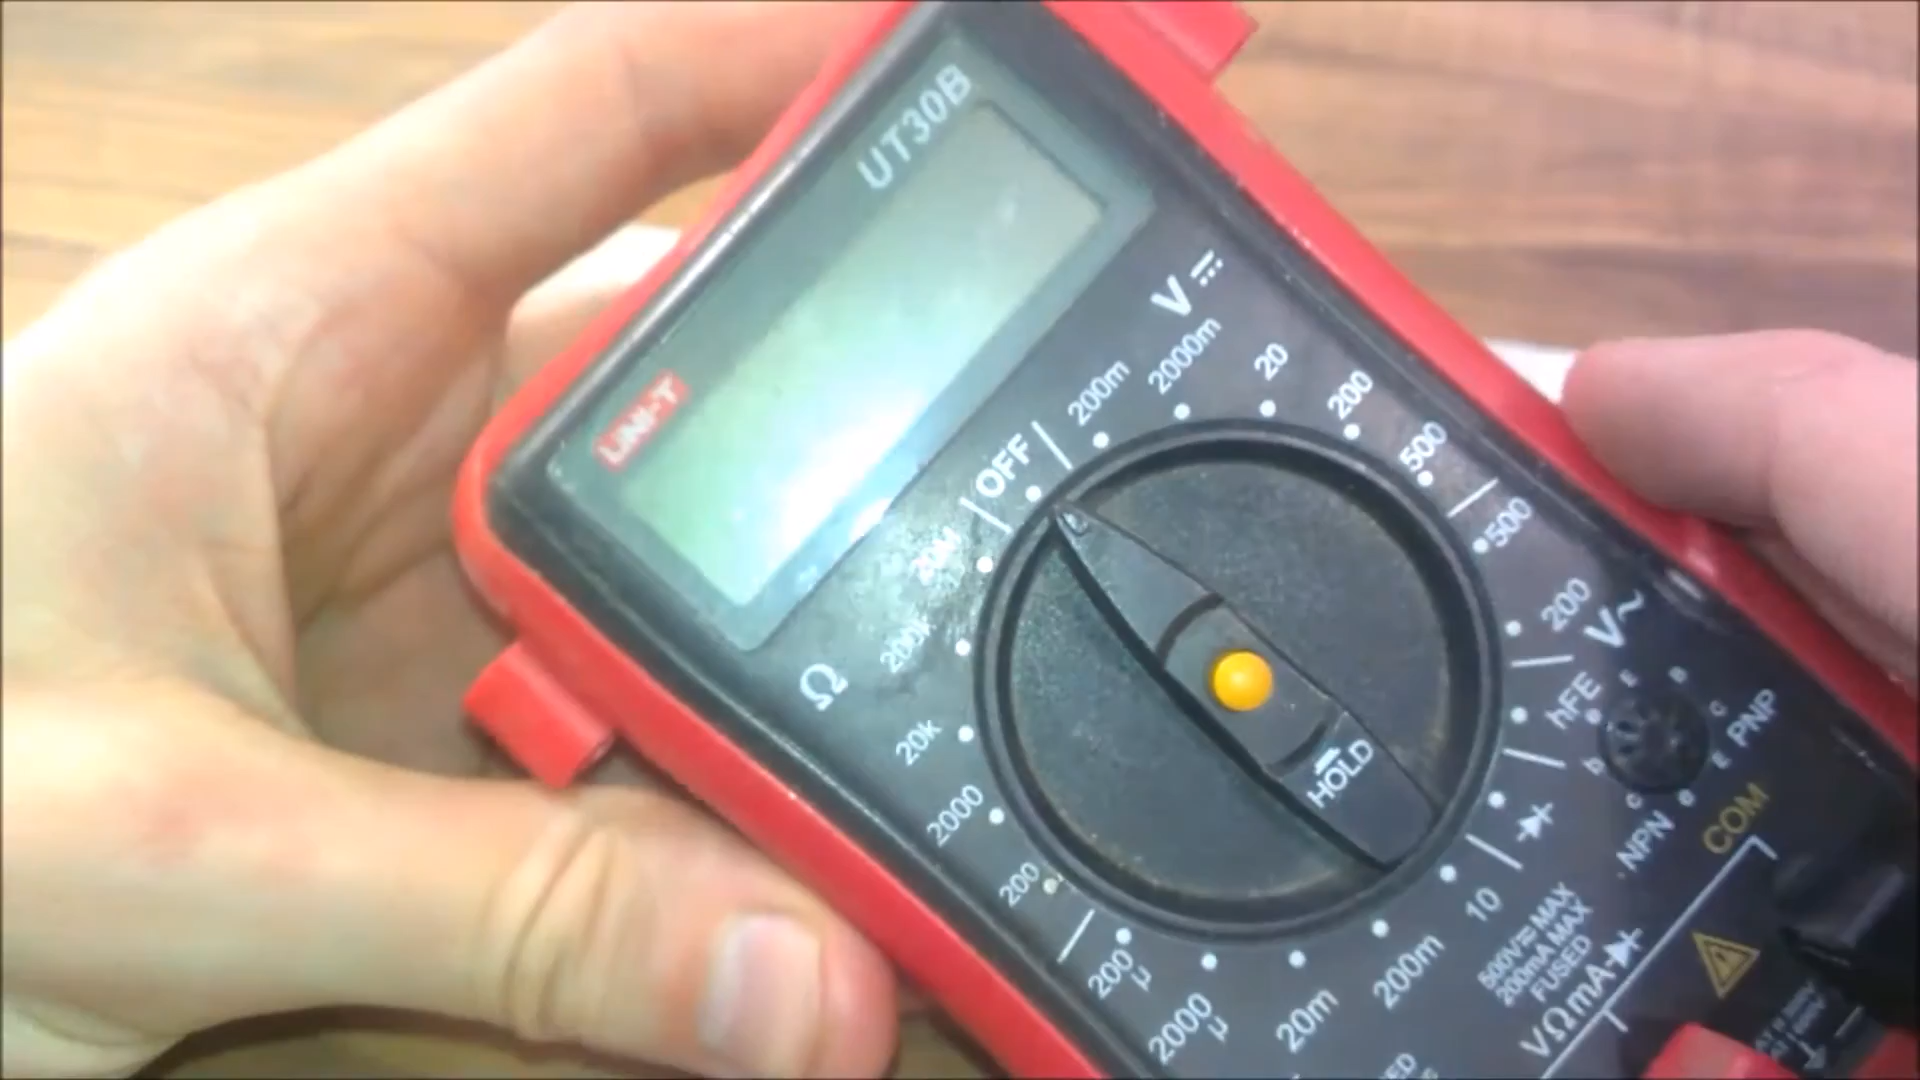 UT30B
UNI-T
V
OFF
200m
2000m
20
200
500
500
200
V~
hFE
10
200m
20m
2000
μ
200
μ
200
2000
20k
20M
Ω
HOLD
E
B
C
E
PNP
b
C
B
NPN
COM
500V MAX
200mA MAX
FUSED
VΩmA